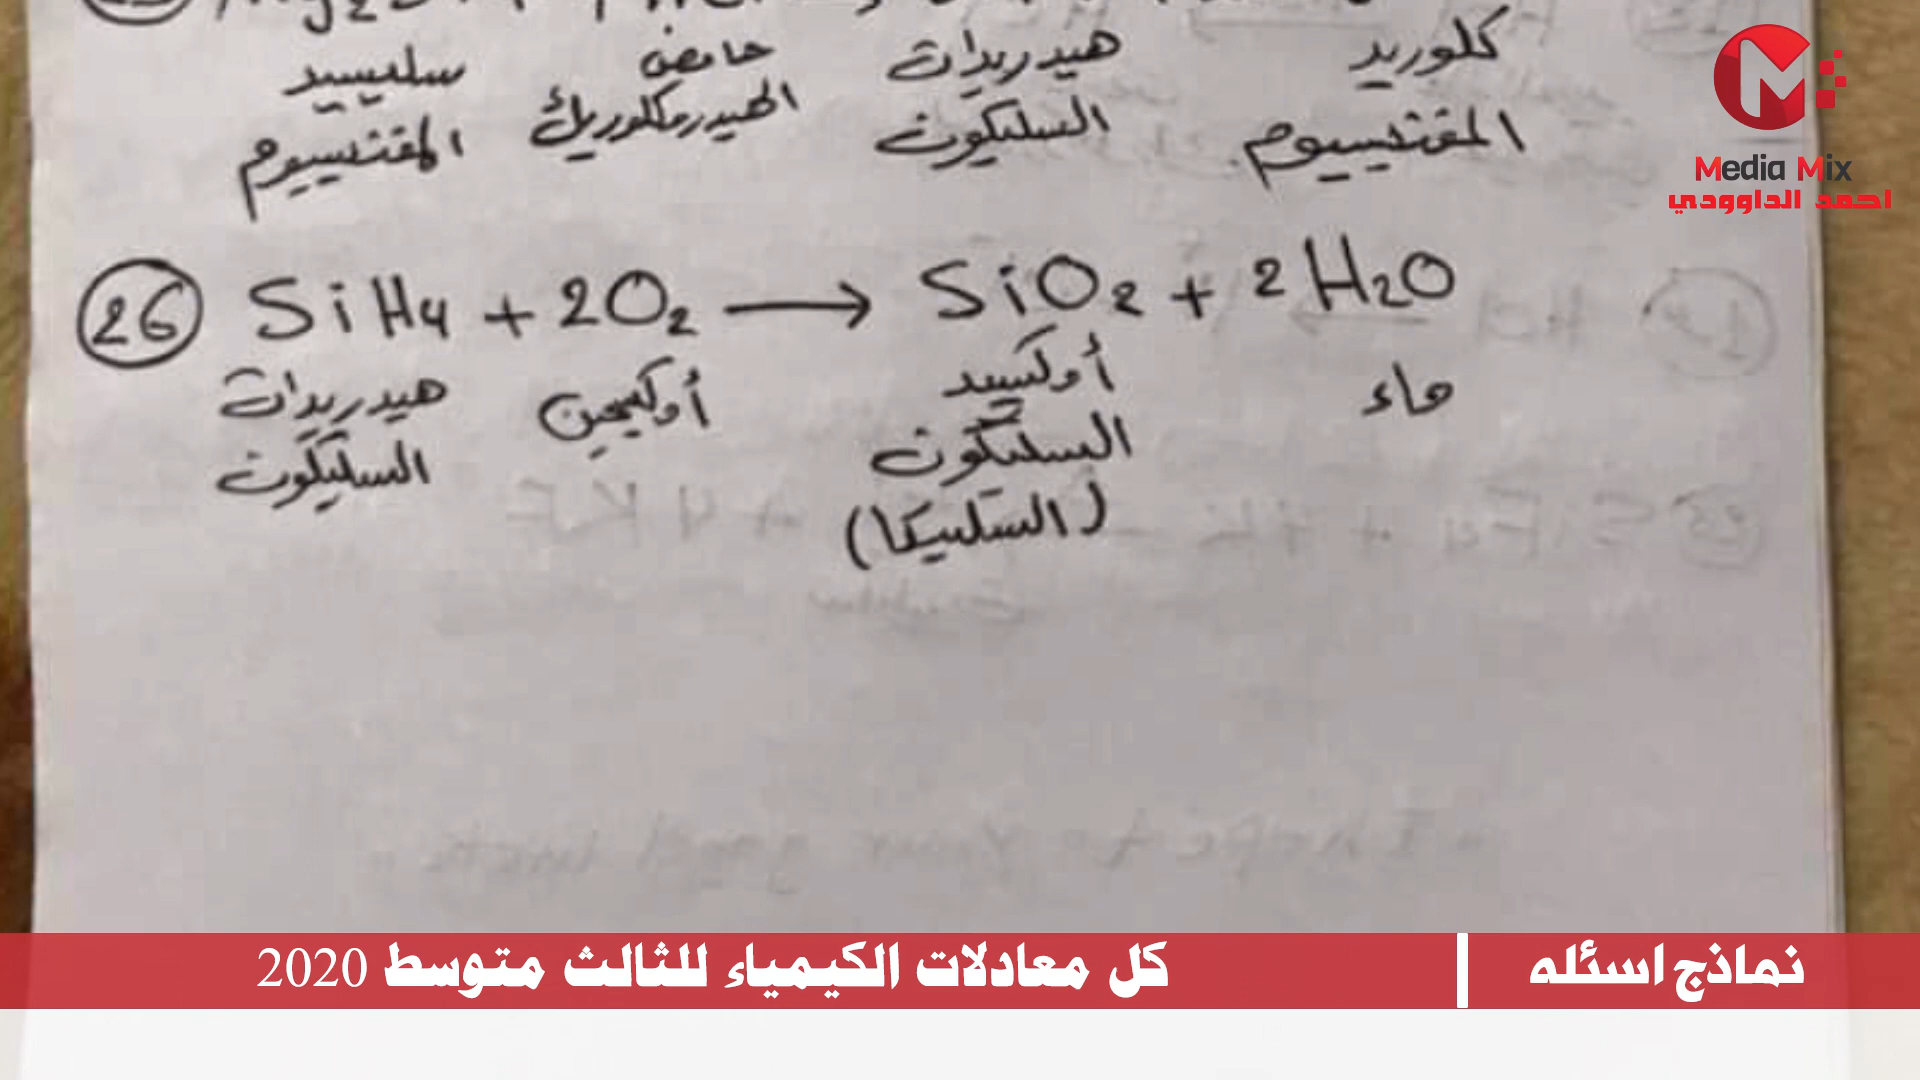 سليسيد حامض هيدريدات كلوريد
المغنيسيوم الهيدروكلوريك السليكون المغنيسيوم
26 SiH4 + 2O2 → SiO2 + 2H2O
هيدريدات أوكسجين أوكسيد ماء
السليكون السليكون
(السليكا)
Media Mix
احمد الداوودي
نماذج اسئله
كل معادلات الكيمياء للثالث متوسط 2020